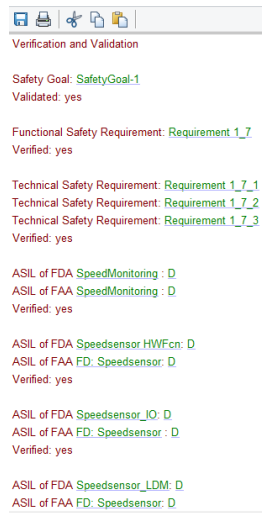 Verification and Validation
Safety Goal: SafetyGoal-1
Validated: yes
Functional Safety Requirement: Requirement 1_7
Verified: yes
Technical Safety Requirement: Requirement 1_7_1
Technical Safety Requirement: Requirement 1_7_2
Technical Safety Requirement: Requirement 1_7_3
Verified: yes
ASIL of FDA SpeedMonitoring : D
ASIL of FAA SpeedMonitoring : D
Verified: yes
ASIL of FDA Speedsensor HWFcn: D
ASIL of FAA FD: Speedsensor: D
Verified: yes
ASIL of FDA Speedsensor_IO: D
ASIL of FAA FD: Speedsensor : D
Verified: yes
ASIL of FDA Speedsensor_LDM: D
ASIL of FAA FD: Speedsensor: D